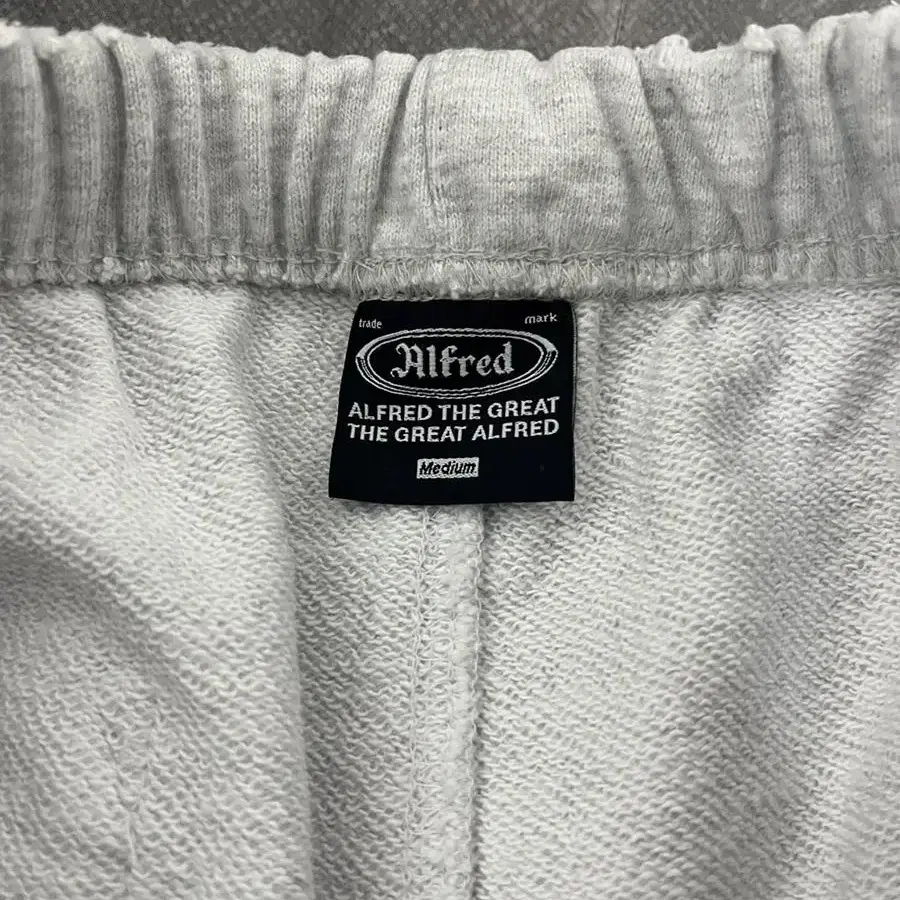 trade mark
Alfred
ALFRED THE GREAT
THE GREAT ALFRED
Medium